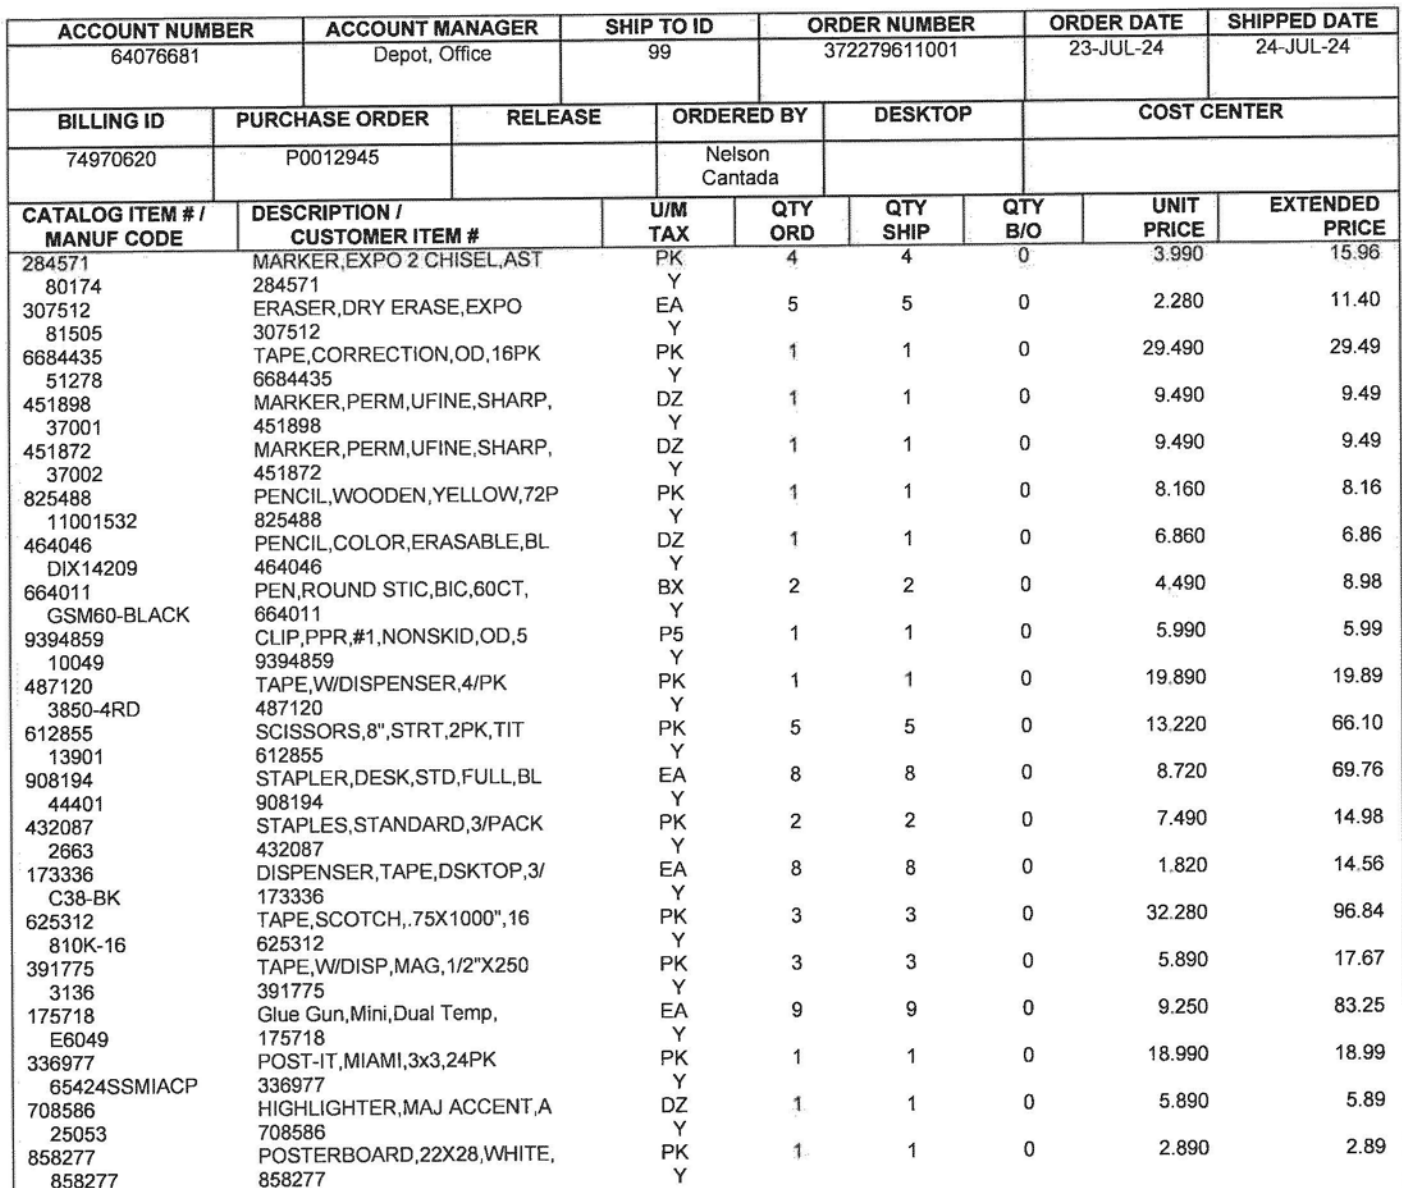 ACCOUNT NUMBER ACCOUNT MANAGER SHIP TO ID ORDER NUMBER ORDER DATE SHIPPED DATE
64076681 Depot, Office 99 372279611001 23-JUL-24 24-JUL-24
BILLING ID PURCHASE ORDER RELEASE ORDERED BY DESKTOP COST CENTER
74970620 P0012945 Nelson
Cantada
CATALOG ITEM # / DESCRIPTION / U/M QTY QTY QTY UNIT EXTENDED
MANUF CODE CUSTOMER ITEM # TAX ORD SHIP B/O PRICE PRICE
284571 MARKER,EXPO 2 CHISEL,AST PK 4 4 0 3.990 15.96
80174 284571 Y
307512 ERASER,DRY ERASE,EXPO EA 5 5 0 2.280 11.40
81505 307512 Y
6684435 TAPE,CORRECTION,OD,16PK PK 1 1 0 29.490 29.49
51278 6684435 Y
451898 MARKER,PERM,UFINE,SHARP, DZ 1 1 0 9.490 9.49
37001 451898 Y
451872 MARKER,PERM,UFINE,SHARP, DZ 1 1 0 9.490 9.49
37002 451872 Y
825488 PENCIL,WOODEN,YELLOW,72P PK 1 1 0 8.160 8.16
11001532 825488 Y
464046 PENCIL,COLOR,ERASABLE,BL DZ 1 1 0 6.860 6.86
DIX14209 464046 Y
664011 PEN,ROUND STIC,BIC,60CT, BX 2 2 0 4.490 8.98
GSM60-BLACK 664011 Y
9394859 CLIP,PPR,#1,NONSKID,OD,5 P5 1 1 0 5.990 5.99
10049 9394859 Y
487120 TAPE,W/DISPENSER,4/PK PK 1 1 0 19.890 19.89
3850-4RD 487120 Y
612855 SCISSORS,8",STRT,2PK,TIT PK 5 5 0 13.220 66.10
13901 612855 Y
908194 STAPLER,DESK,STD,FULL,BL EA 8 8 0 8.720 69.76
44401 908194 Y
432087 STAPLES,STANDARD,3/PACK PK 2 2 0 7.490 14.98
2663 432087 Y
173336 DISPENSER,TAPE,DSKTOP,3/ EA 8 8 0 1.820 14.56
C38-BK 173336 Y
625312 TAPE,SCOTCH,.75X1000",16 PK 3 3 0 32.280 96.84
810K-16 625312 Y
391775 TAPE,W/DISP,MAG,1/2"X250 PK 3 3 0 5.890 17.67
3136 391775 Y
175718 Glue Gun,Mini,Dual Temp, EA 9 9 0 9.250 83.25
E6049 175718 Y
336977 POST-IT,MIAMI,3x3,24PK PK 1 1 0 18.990 18.99
65424SSMIACP 336977 Y
708586 HIGHLIGHTER,MAJ ACCENT,A DZ 1 1 0 5.890 5.89
25053 708586 Y
858277 POSTERBOARD,22X28,WHITE, PK 1 1 0 2.890 2.89
858277 858277 Y